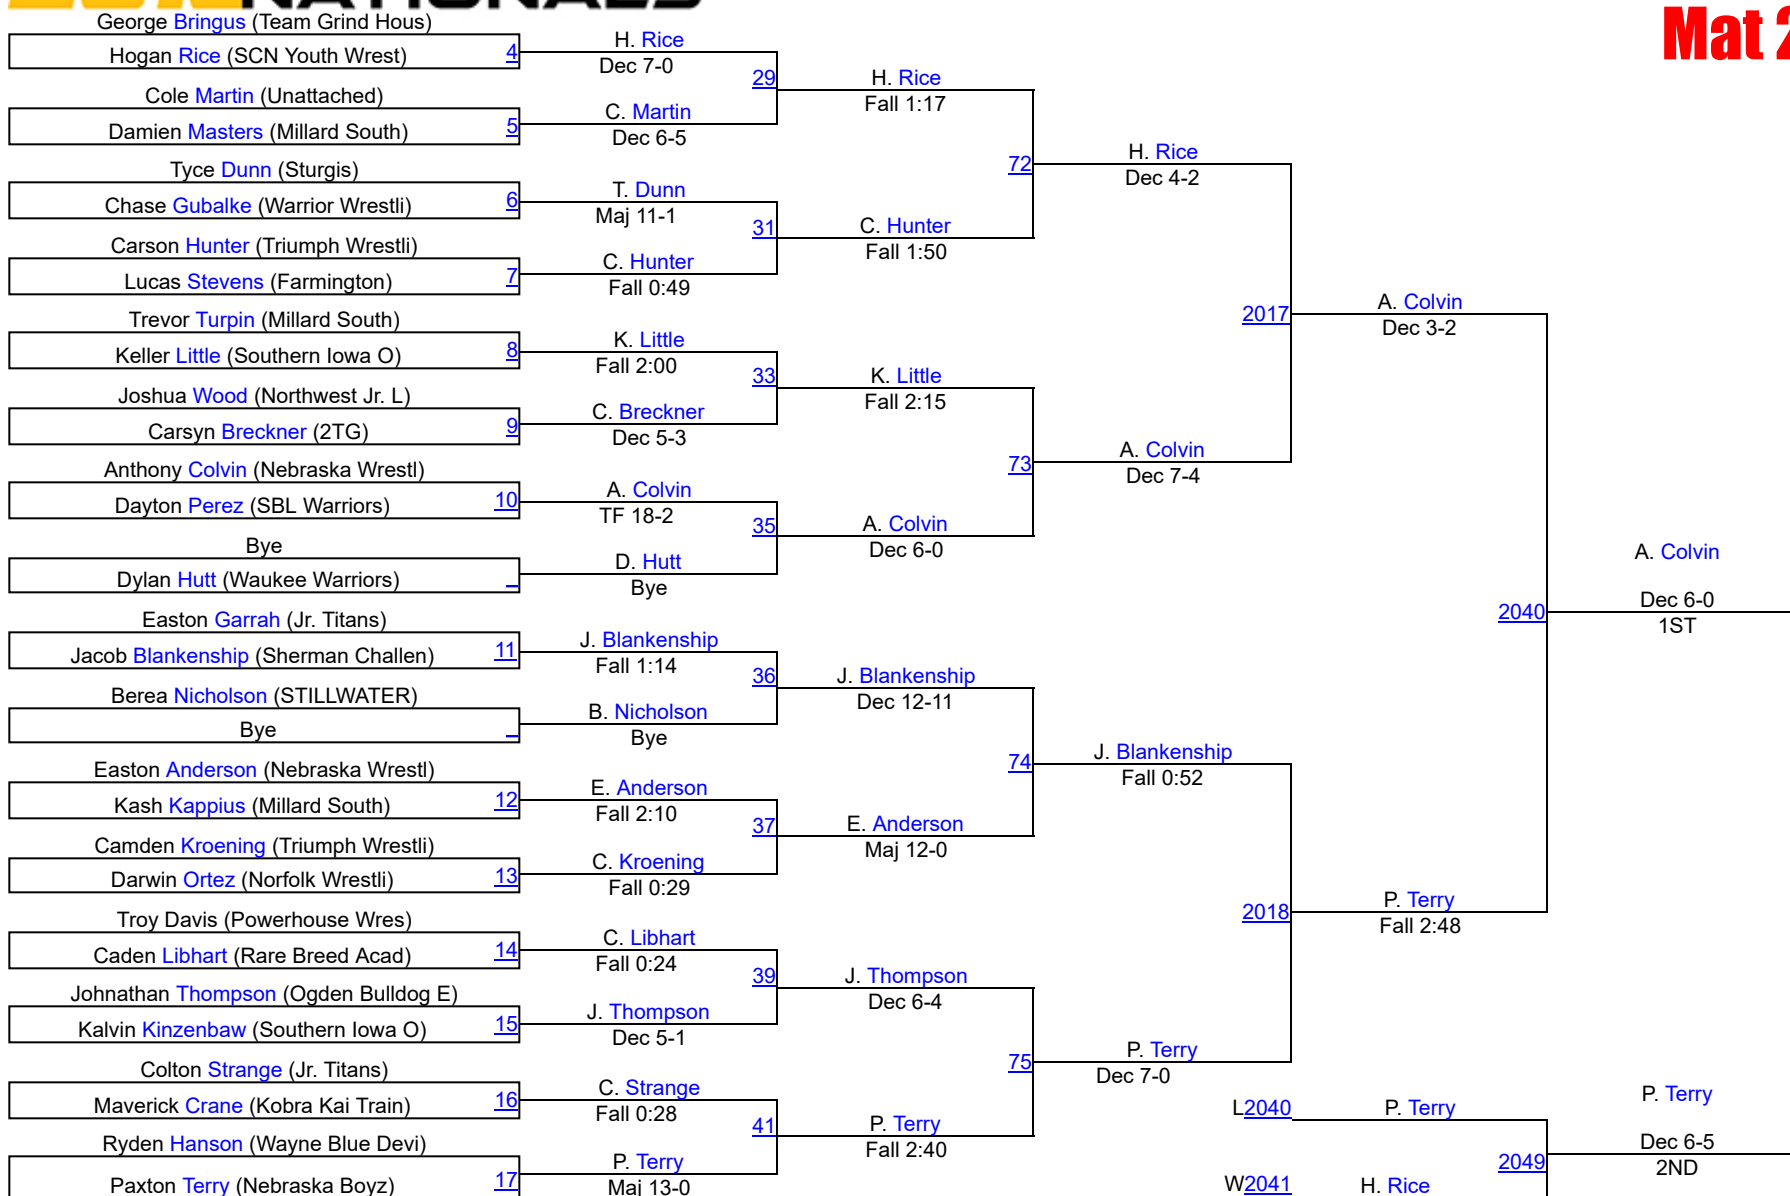 NATIONALS
Mat 2
George Bringus (Team Grind Hous)
Hogan Rice (SCN Youth Wrest) 4
H. Rice
Dec 7-0
29
H. Rice
Fall 1:17
Cole Martin (Unattached)
Damien Masters (Millard South) 5
C. Martin
Dec 6-5
72
H. Rice
Dec 4-2
Tyce Dunn (Sturgis)
Chase Gubalke (Warrior Wrestli) 6
T. Dunn
Maj 11-1
31
C. Hunter
Fall 1:50
Carson Hunter (Triumph Wrestli)
Lucas Stevens (Farmington) 7
C. Hunter
Fall 0:49
2017
A. Colvin
Dec 3-2
Trevor Turpin (Millard South)
Keller Little (Southern Iowa O) 8
K. Little
Fall 2:00
33
K. Little
Fall 2:15
Joshua Wood (Northwest Jr. L)
Carsyn Breckner (2TG) 9
C. Breckner
Dec 5-3
73
A. Colvin
Dec 7-4
Anthony Colvin (Nebraska Wrestl)
Dayton Perez (SBL Warriors) 10
A. Colvin
TF 18-2
35
A. Colvin
Dec 6-0
Bye
Dylan Hutt (Waukee Warriors) _
D. Hutt
Bye
2040
A. Colvin
Dec 6-0
1ST
Easton Garrah (Jr. Titans)
Jacob Blankenship (Sherman Challen) 11
J. Blankenship
Fall 1:14
36
J. Blankenship
Dec 12-11
Berea Nicholson (STILLWATER)
Bye _
B. Nicholson
Bye
74
J. Blankenship
Fall 0:52
Easton Anderson (Nebraska Wrestl)
Kash Kappius (Millard South) 12
E. Anderson
Fall 2:10
37
E. Anderson
Maj 12-0
Camden Kroening (Triumph Wrestli)
Darwin Ortez (Norfolk Wrestli) 13
C. Kroening
Fall 0:29
2018
P. Terry
Fall 2:48
Troy Davis (Powerhouse Wres)
Caden Libhart (Rare Breed Acad) 14
C. Libhart
Fall 0:24
39
J. Thompson
Dec 6-4
Johnathan Thompson (Ogden Bulldog E)
Kalvin Kinzenbaw (Southern Iowa O) 15
J. Thompson
Dec 5-1
75
P. Terry
Dec 7-0
Colton Strange (Jr. Titans)
Maverick Crane (Kobra Kai Train) 16
C. Strange
Fall 0:28
41
P. Terry
Fall 2:40
Ryden Hanson (Wayne Blue Devi)
Paxton Terry (Nebraska Boyz) 17
P. Terry
Maj 13-0
L2040 P. Terry
W2041 H. Rice
2049
P. Terry
Dec 6-5
2ND